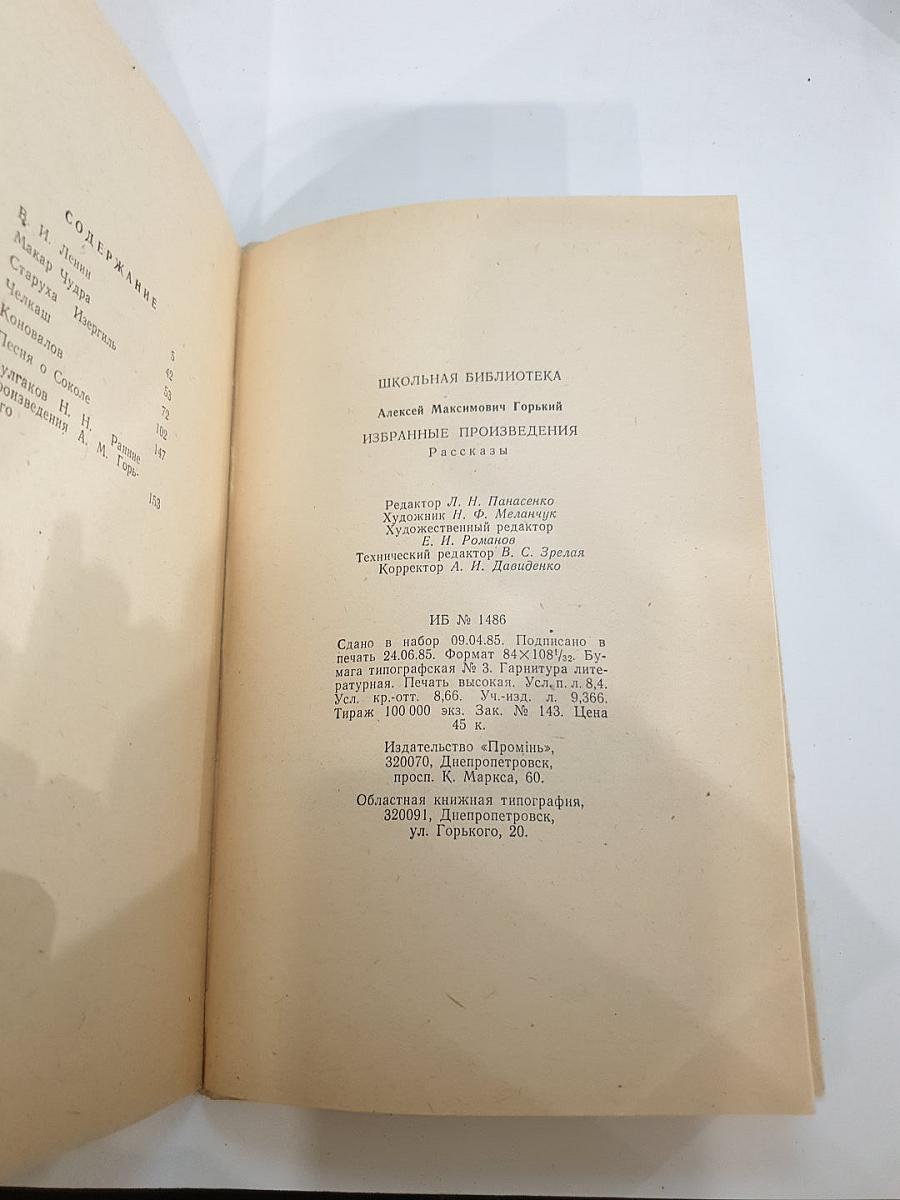 СОДЕРЖАНИЕ
В. И. Ленин 5
Макар Чудра 42
Старуха Изергиль 53
Челкаш 72
Коновалов 102
Песня о Соколе 147
Н. Н. Ранние
произведения А. М. Горь-
кого 153
ШКОЛЬНАЯ БИБЛИОТЕКА
Алексей Максимович Горький
ИЗБРАННЫЕ ПРОИЗВЕДЕНИЯ
Рассказы
Редактор Л. Н. Панасенко
Художник Н. Ф. Меланчук
Художественный редактор
Е. И. Романов
Технический редактор В. С. Зрелая
Корректор А. И. Давиденко
ИБ № 1486
Сдано в набор 09.04.85. Подписано в
печать 24.06.85. Формат 84×108¹/₃₂. Бу-
мага типографская № 3. Гарнитура лите-
ратурная. Печать высокая. Усл. п. л. 8,4.
Усл. кр.-отт. 8,66. Уч.-изд. л. 9,366.
Тираж 100 000 экз. Зак. № 143. Цена
45 к.
Издательство «Промінь»,
320070, Днепропетровск,
просп. К. Маркса, 60.
Областная книжная типография,
320091, Днепропетровск,
ул. Горького, 20.